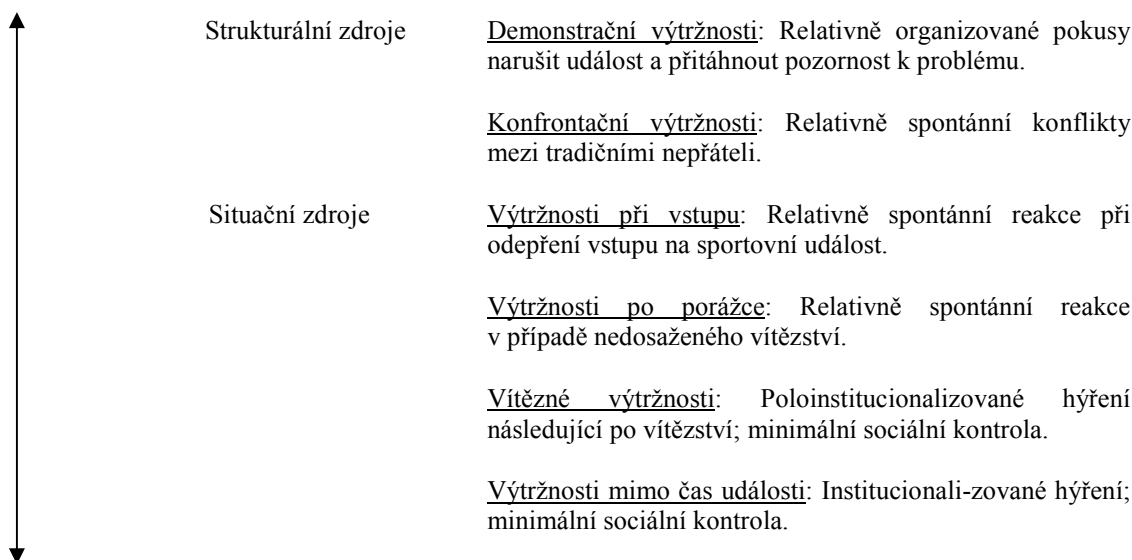 Strukturální zdroje Demonstrační výtržnosti: Relativně organizované pokusy
narušit událost a přitáhnout pozornost k problému.
Konfrontační výtržnosti: Relativně spontánní konflikty
mezi tradičními nepřáteli.
Situační zdroje Výtržnosti při vstupu: Relativně spontánní reakce při
odepření vstupu na sportovní událost.
Výtržnosti po porážce: Relativně spontánní reakce
v případě nedosaženého vítězství.
Vítězné výtržnosti: Poloinstitucionalizované hýření
následující po vítězství; minimální sociální kontrola.
Výtržnosti mimo čas události: Institucionali-zované hýření;
minimální sociální kontrola.